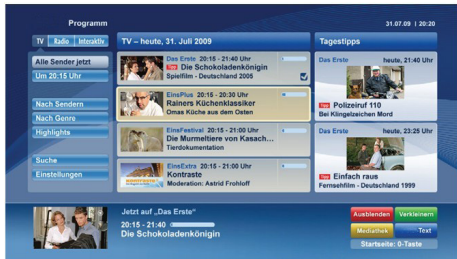 Programm
31.07.09 | 20:20
TV | Radio | Interaktiv
TV – heute, 31. Juli 2009
Tagestipps
Alle Sender jetzt
Um 20:15 Uhr
Nach Sendern
Nach Genre
Highlights
Suche
Einstellungen
Das Erste 20:15 - 21:40 Uhr
Tipp Die Schokoladenkönigin
Spielfilm - Deutschland 2005
EinsPlus 20:15 - 20:30 Uhr
Rainers Küchenklassiker
Omas Küche aus dem Osten
EinsFestival 20:15 - 21:00 Uhr
Die Murmeltiere von Kasach...
Tierdokumentation
EinsExtra 20:15 - 21:00 Uhr
Kontraste
Moderation: Astrid Frohloff
Das Erste heute, 21:40 Uhr
Tipp Polizeiruf 110
Bei Klingelzeichen Mord
Das Erste heute, 23:25 Uhr
Tipp Einfach raus
Fernsehfilm - Deutschland 1999
Jetzt auf „Das Erste“
20:15 - 21:40
Die Schokoladenkönigin
Ausblenden Verkleinern
Mediathek Text
Startseite: 0-Taste